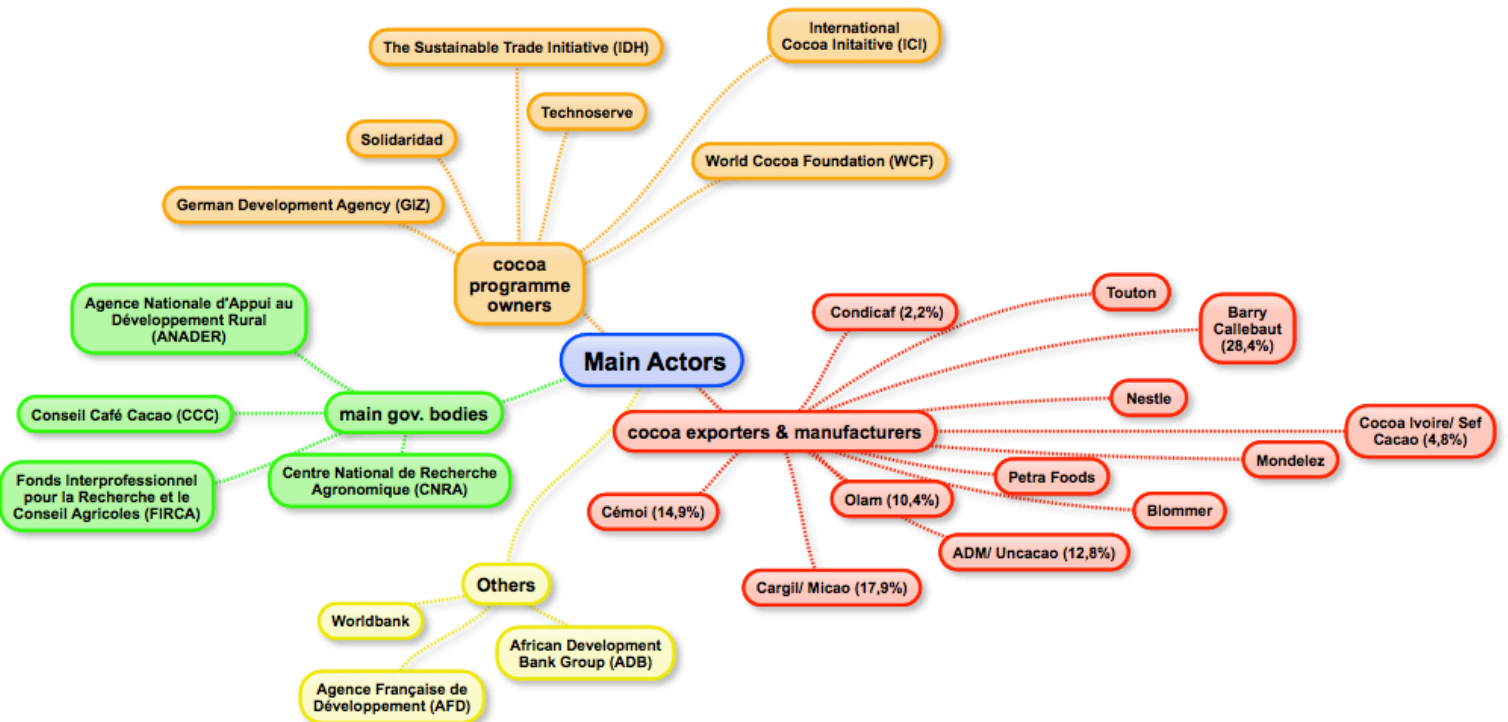 The Sustainable Trade Initiative (IDH)
International
Cocoa Initaitive (ICI)
Technoserve
Solidaridad
World Cocoa Foundation (WCF)
German Development Agency (GIZ)
cocoa
programme
owners
Agence Nationale d'Appui au
Développement Rural
(ANADER)
Conseil Café Cacao (CCC)
main gov. bodies
Fonds Interprofessionnel
pour la Recherche et le
Conseil Agricoles (FIRCA)
Centre National de Recherche
Agronomique (CNRA)
Main Actors
Condicaf (2,2%)
Touton
Barry
Callebaut
(28,4%)
Nestle
cocoa exporters & manufacturers
Cocoa Ivoire/ Sef
Cacao (4,8%)
Mondelez
Petra Foods
Olam (10,4%)
Blommer
Cémoi (14,9%)
ADM/ Uncacao (12,8%)
Cargil/ Micao (17,9%)
Others
Worldbank
African Development
Bank Group (ADB)
Agence Française de
Développement (AFD)